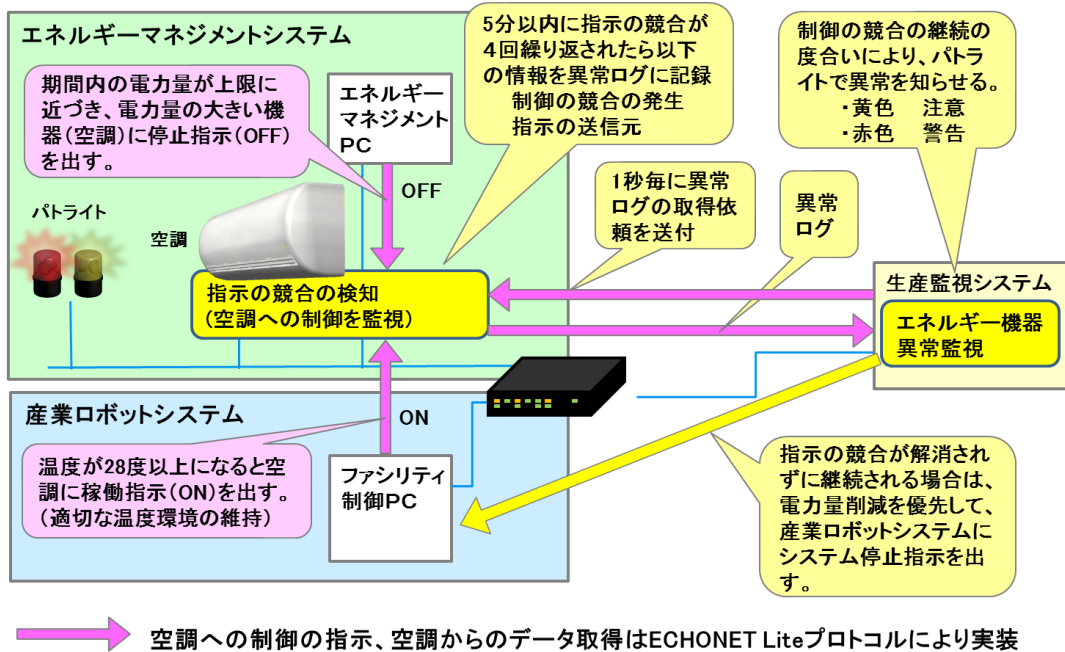 エネルギーマネジメントシステム
期間内の電力量が上限に
近づき、電力量の大きい機
器(空調)に停止指示(OFF)
を出す。
エネルギー
マネジメント
PC
OFF
5分以内に指示の競合が
4回繰り返されたら以下
の情報を異常ログに記録
制御の競合の発生
指示の送信元
制御の競合の継続の
度合いにより、パトラ
イトで異常を知らせる。
・黄色 注意
・赤色 警告
1秒毎に異常
ログの取得依
頼を送付
異常
ログ
パトライト
空調
指示の競合の検知
(空調への制御を監視)
生産監視システム
エネルギー機器
異常監視
産業ロボットシステム
ON
温度が28度以上になると空
調に稼働指示(ON)を出す。
(適切な温度環境の維持)
ファシリティ
制御PC
指示の競合が解消され
ずに継続される場合は、
電力量削減を優先して、
産業ロボットシステムに
システム停止指示を出
す。
空調への制御の指示、空調からのデータ取得はECHONET Liteプロトコルにより実装